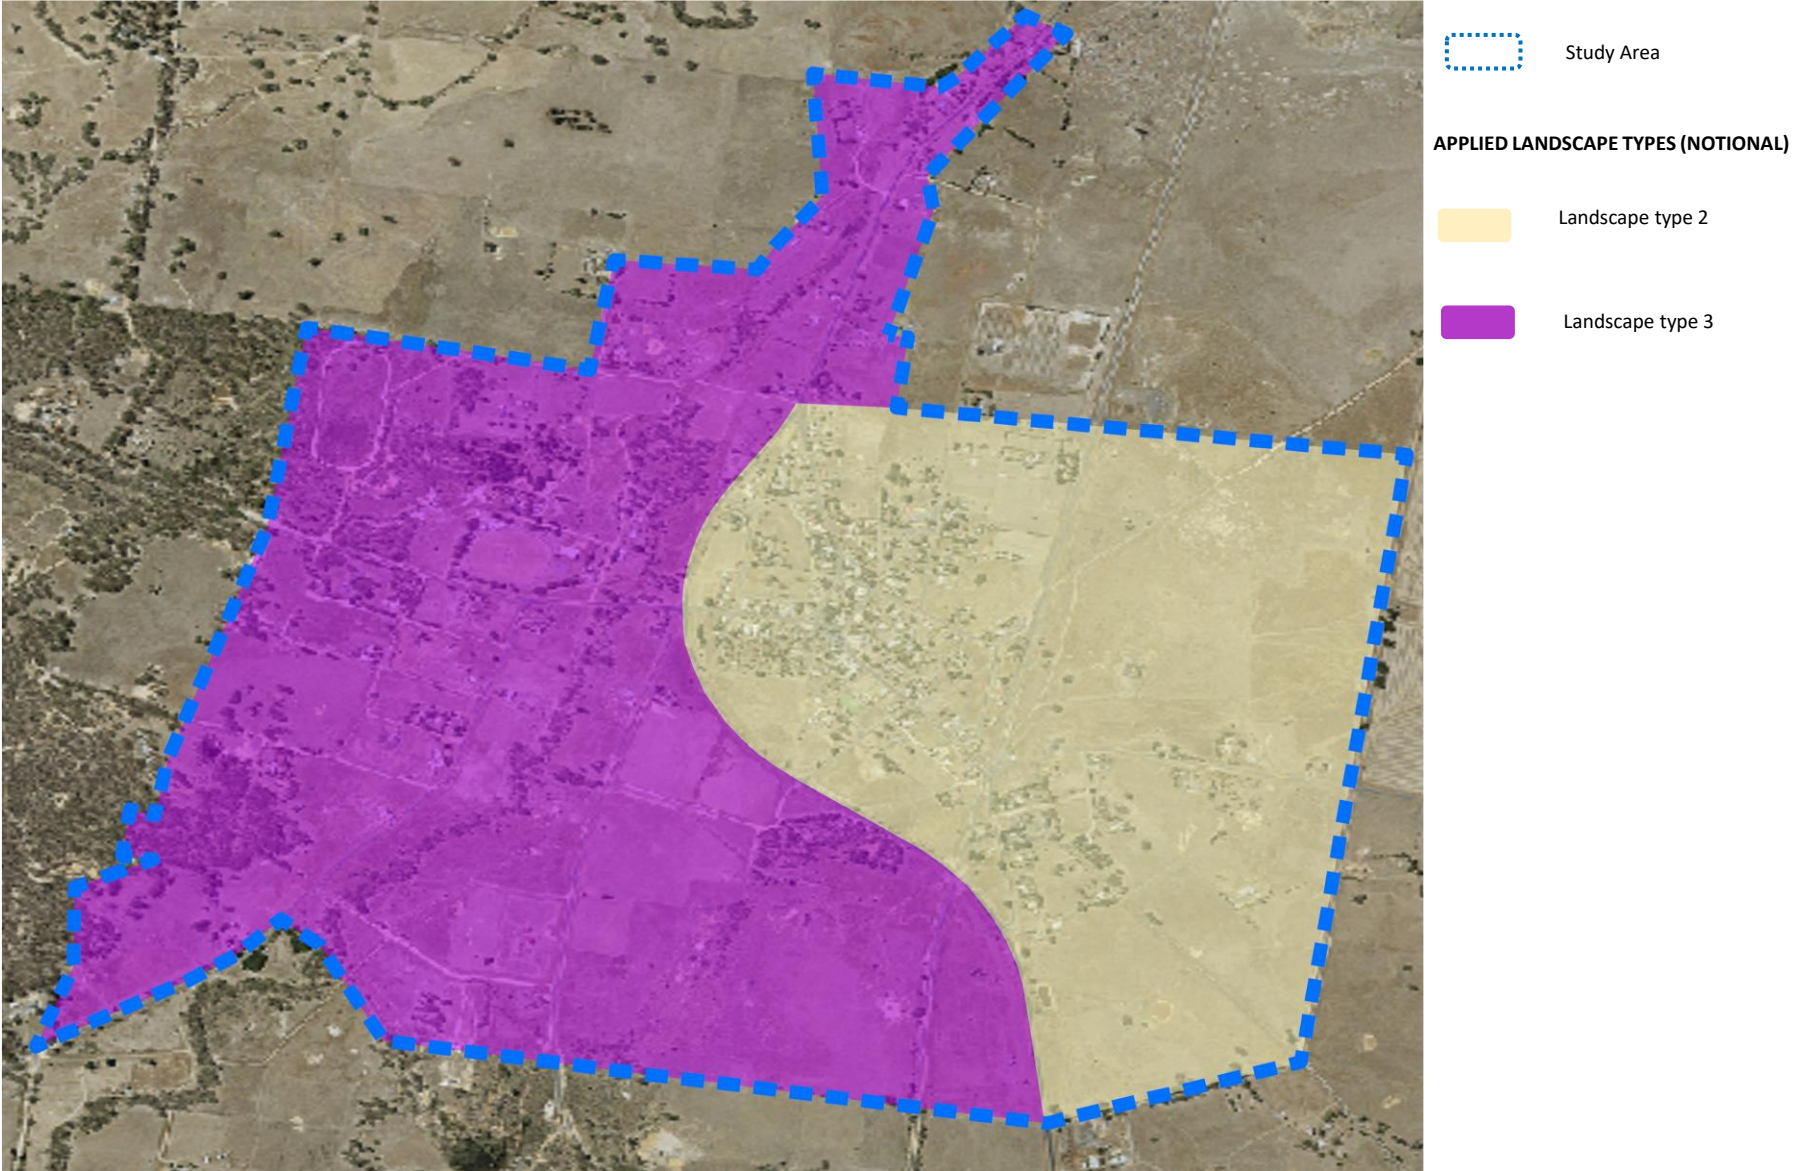 Study Area
APPLIED LANDSCAPE TYPES (NOTIONAL)
Landscape type 2
Landscape type 3